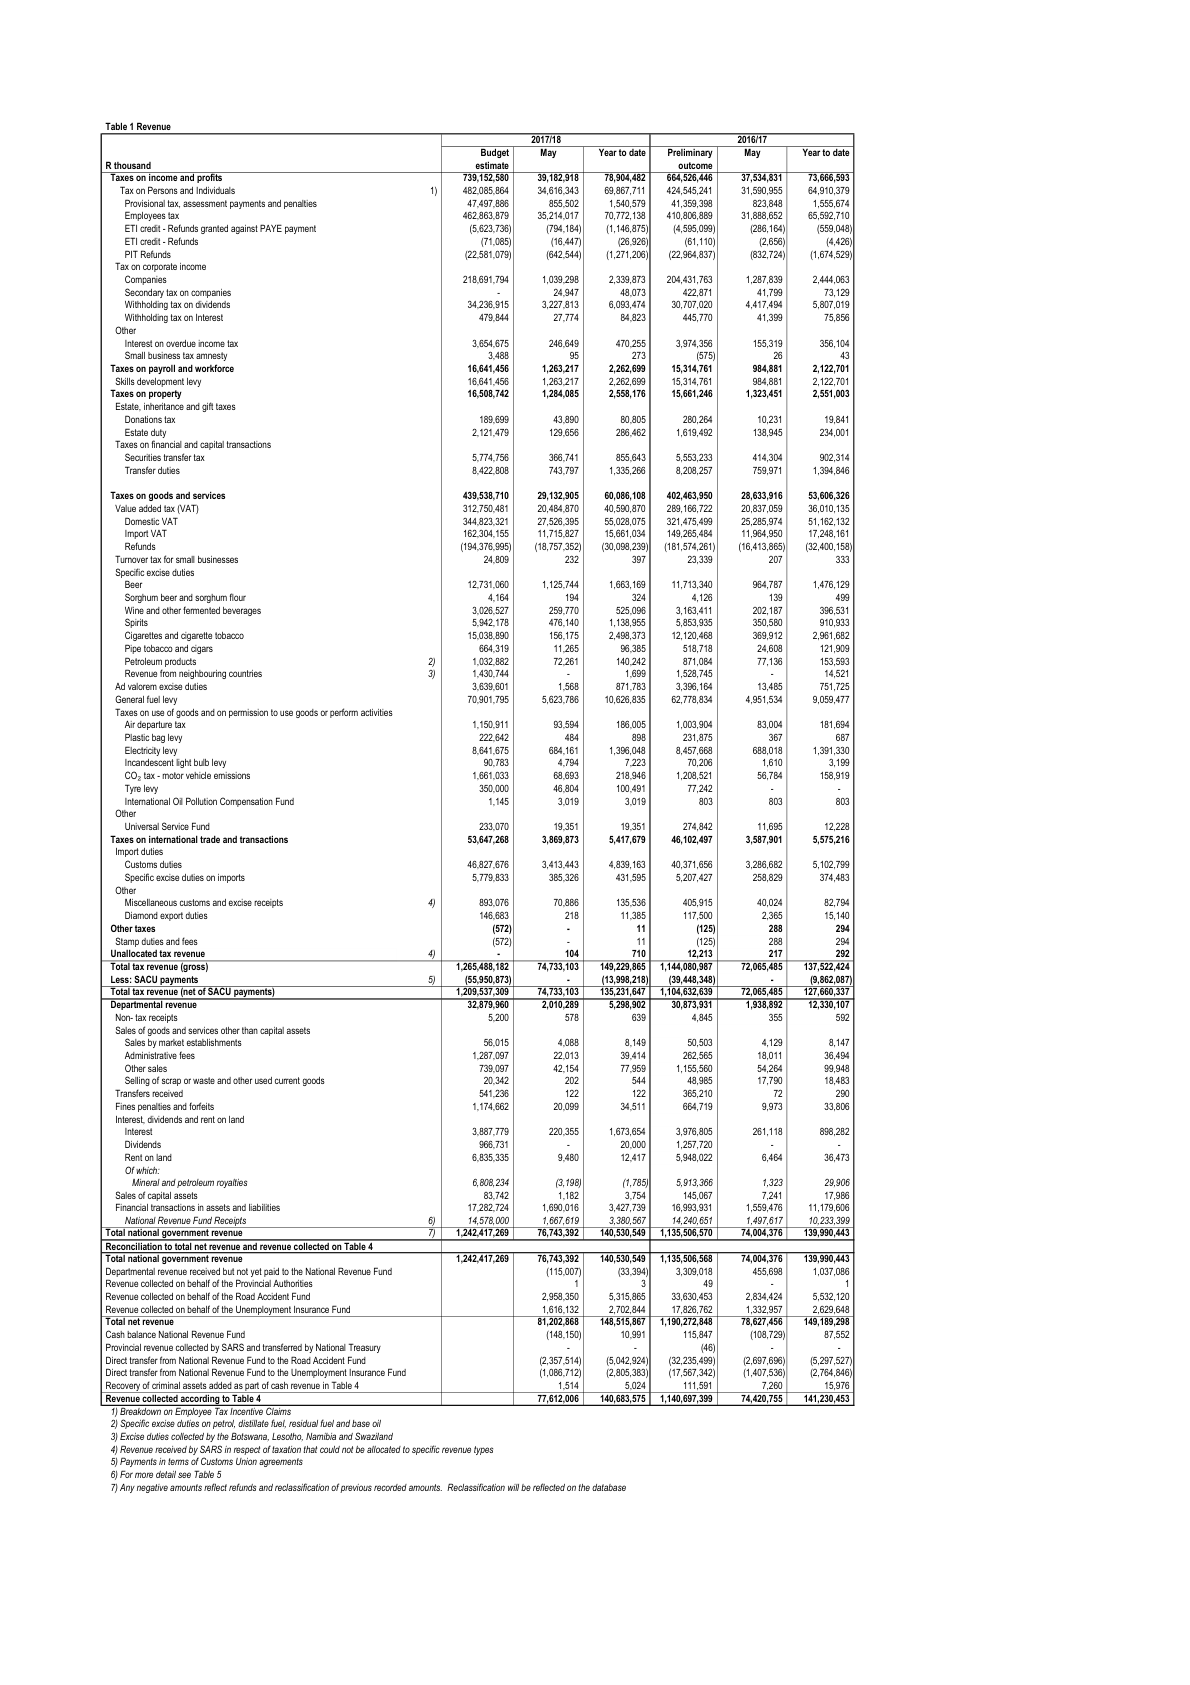 Table 1 Revenue
2017/18 2016/17
Budget May Year to date Preliminary May Year to date
R thousand estimate outcome
Taxes on income and profits 739,152,580 39,182,918 78,904,482 664,526,446 37,534,831 73,666,593
Tax on Persons and Individuals 1) 482,085,864 34,616,343 69,867,711 424,545,241 31,590,955 64,910,379
Provisional tax, assessment payments and penalties 47,497,886 855,502 1,540,579 41,359,398 823,848 1,555,674
Employees tax 462,863,879 35,214,017 70,772,138 410,806,889 31,888,652 65,592,710
ETI credit - Refunds granted against PAYE payment (5,623,736) (794,184) (1,146,875) (4,595,099) (286,164) (559,048)
ETI credit - Refunds (71,085) (16,447) (26,926) (61,110) (2,656) (4,426)
PIT Refunds (22,581,079) (642,544) (1,271,206) (22,964,837) (832,724) (1,674,529)
Tax on corporate income
Companies 218,691,794 1,039,298 2,339,873 204,431,763 1,287,839 2,444,063
Secondary tax on companies - 24,947 48,073 422,871 41,799 73,129
Withholding tax on dividends 34,236,915 3,227,813 6,093,474 30,707,020 4,417,494 5,807,019
Withholding tax on Interest 479,844 27,774 84,823 445,770 41,399 75,856
Other
Interest on overdue income tax 3,654,675 246,649 470,255 3,974,356 155,319 356,104
Small business tax amnesty 3,488 95 273 (575) 26 43
Taxes on payroll and workforce 16,641,456 1,263,217 2,262,699 15,314,761 984,881 2,122,701
Skills development levy 16,641,456 1,263,217 2,262,699 15,314,761 984,881 2,122,701
Taxes on property 16,508,742 1,284,085 2,558,176 15,661,246 1,323,451 2,551,003
Estate, inheritance and gift taxes
Donations tax 189,699 43,890 80,805 280,264 10,231 19,841
Estate duty 2,121,479 129,656 286,462 1,619,492 138,945 234,001
Taxes on financial and capital transactions
Securities transfer tax 5,774,756 366,741 855,643 5,553,233 414,304 902,314
Transfer duties 8,422,808 743,797 1,335,266 8,208,257 759,971 1,394,846
Taxes on goods and services 439,538,710 29,132,905 60,086,108 402,463,950 28,633,916 53,606,326
Value added tax (VAT) 312,750,481 20,484,870 40,590,870 289,166,722 20,837,059 36,010,135
Domestic VAT 344,823,321 27,526,395 55,028,075 321,475,499 25,285,974 51,162,132
Import VAT 162,304,155 11,715,827 15,661,034 149,265,484 11,964,950 17,248,161
Refunds (194,376,995) (18,757,352) (30,098,239) (181,574,261) (16,413,865) (32,400,158)
Turnover tax for small businesses 24,809 232 397 23,339 207 333
Specific excise duties
Beer 12,731,060 1,125,744 1,663,169 11,713,340 964,787 1,476,129
Sorghum beer and sorghum flour 4,164 194 324 4,126 139 499
Wine and other fermented beverages 3,026,527 259,770 525,096 3,163,411 202,187 396,531
Spirits 5,942,178 476,140 1,138,955 5,853,935 350,580 910,933
Cigarettes and cigarette tobacco 15,038,890 156,175 2,498,373 12,120,468 369,912 2,961,682
Pipe tobacco and cigars 664,319 11,265 96,385 518,718 24,608 121,909
Petroleum products 2) 1,032,882 72,261 140,242 871,084 77,136 153,593
Revenue from neighbouring countries 3) 1,430,744 - 1,699 1,528,745 - 14,521
Ad valorem excise duties 3,639,601 1,568 871,783 3,396,164 13,485 751,725
General fuel levy 70,901,795 5,623,786 10,626,835 62,778,834 4,951,534 9,059,477
Taxes on use of goods and on permission to use goods or perform activities
Air departure tax 1,150,911 93,594 186,005 1,003,904 83,004 181,694
Plastic bag levy 222,642 484 898 231,875 367 687
Electricity levy 8,641,675 684,161 1,396,048 8,457,668 688,018 1,391,330
Incandescent light bulb levy 90,783 4,794 7,223 70,206 1,610 3,199
CO2 tax - motor vehicle emissions 1,661,033 68,693 218,946 1,208,521 56,784 158,919
Tyre levy 350,000 46,804 100,491 77,242 - -
International Oil Pollution Compensation Fund 1,145 3,019 3,019 803 803 803
Other
Universal Service Fund 233,070 19,351 19,351 274,842 11,695 12,228
Taxes on international trade and transactions 53,647,268 3,869,873 5,417,679 46,102,497 3,587,901 5,575,216
Import duties
Customs duties 46,827,676 3,413,443 4,839,163 40,371,656 3,286,682 5,102,799
Specific excise duties on imports 5,779,833 385,326 431,595 5,207,427 258,829 374,483
Other
Miscellaneous customs and excise receipts 4) 893,076 70,886 135,536 405,915 40,024 82,794
Diamond export duties 146,683 218 11,385 117,500 2,365 15,140
Other taxes (572) - 11 (125) 288 294
Stamp duties and fees (572) - 11 (125) 288 294
Unallocated tax revenue 4) - 104 710 12,213 217 292
Total tax revenue (gross) 1,265,488,182 74,733,103 149,229,865 1,144,080,987 72,065,485 137,522,424
Less: SACU payments 5) (55,950,873) - (13,998,218) (39,448,348) - (9,862,087)
Total tax revenue (net of SACU payments) 1,209,537,309 74,733,103 135,231,647 1,104,632,639 72,065,485 127,660,337
Departmental revenue 32,879,960 2,010,289 5,298,902 30,873,931 1,938,892 12,330,107
Non- tax receipts 5,200 578 639 4,845 355 592
Sales of goods and services other than capital assets
Sales by market establishments 56,015 4,088 8,149 50,503 4,129 8,147
Administrative fees 1,287,097 22,013 39,414 262,565 18,011 36,494
Other sales 739,097 42,154 77,959 1,155,560 54,264 99,948
Selling of scrap or waste and other used current goods 20,342 202 544 48,985 17,790 18,483
Transfers received 541,236 122 122 365,210 72 290
Fines penalties and forfeits 1,174,662 20,099 34,511 664,719 9,973 33,806
Interest, dividends and rent on land
Interest 3,887,779 220,355 1,673,654 3,976,805 261,118 898,282
Dividends 966,731 - 20,000 1,257,720 - -
Rent on land 6,835,335 9,480 12,417 5,948,022 6,464 36,473
Of which:
Mineral and petroleum royalties 6,808,234 (3,198) (1,785) 5,913,366 1,323 29,906
Sales of capital assets 83,742 1,182 3,754 145,067 7,241 17,986
Financial transactions in assets and liabilities 17,282,724 1,690,016 3,427,739 16,993,931 1,559,476 11,179,606
National Revenue Fund Receipts 6) 14,578,000 1,667,619 3,380,567 14,240,651 1,497,617 10,233,399
Total national government revenue 7) 1,242,417,269 76,743,392 140,530,549 1,135,506,570 74,004,376 139,990,443
Reconciliation to total net revenue and revenue collected on Table 4
Total national government revenue 1,242,417,269 76,743,392 140,530,549 1,135,506,568 74,004,376 139,990,443
Departmental revenue received but not yet paid to the National Revenue Fund (115,007) (33,394) 3,309,018 455,698 1,037,086
Revenue collected on behalf of the Provincial Authorities 1 3 49 - 1
Revenue collected on behalf of the Road Accident Fund 2,958,350 5,315,865 33,630,453 2,834,424 5,532,120
Revenue collected on behalf of the Unemployment Insurance Fund 1,616,132 2,702,844 17,826,762 1,332,957 2,629,648
Total net revenue 81,202,868 148,515,867 1,190,272,848 78,627,456 149,189,298
Cash balance National Revenue Fund (148,150) 10,991 115,847 (108,729) 87,552
Provincial revenue collected by SARS and transferred by National Treasury - - (46) - -
Direct transfer from National Revenue Fund to the Road Accident Fund (2,357,514) (5,042,924) (32,235,499) (2,697,696) (5,297,527)
Direct transfer from National Revenue Fund to the Unemployment Insurance Fund (1,086,712) (2,805,383) (17,567,342) (1,407,536) (2,764,846)
Recovery of criminal assets added as part of cash revenue in Table 4 1,514 5,024 111,591 7,260 15,976
Revenue collected according to Table 4 77,612,006 140,683,575 1,140,697,399 74,420,755 141,230,453
1) Breakdown on Employee Tax Incentive Claims
2) Specific excise duties on petrol, distillate fuel, residual fuel and base oil
3) Excise duties collected by the Botswana, Lesotho, Namibia and Swaziland
4) Revenue received by SARS in respect of taxation that could not be allocated to specific revenue types
5) Payments in terms of Customs Union agreements
6) For more detail see Table 5
7) Any negative amounts reflect refunds and reclassification of previous recorded amounts. Reclassification will be reflected on the database